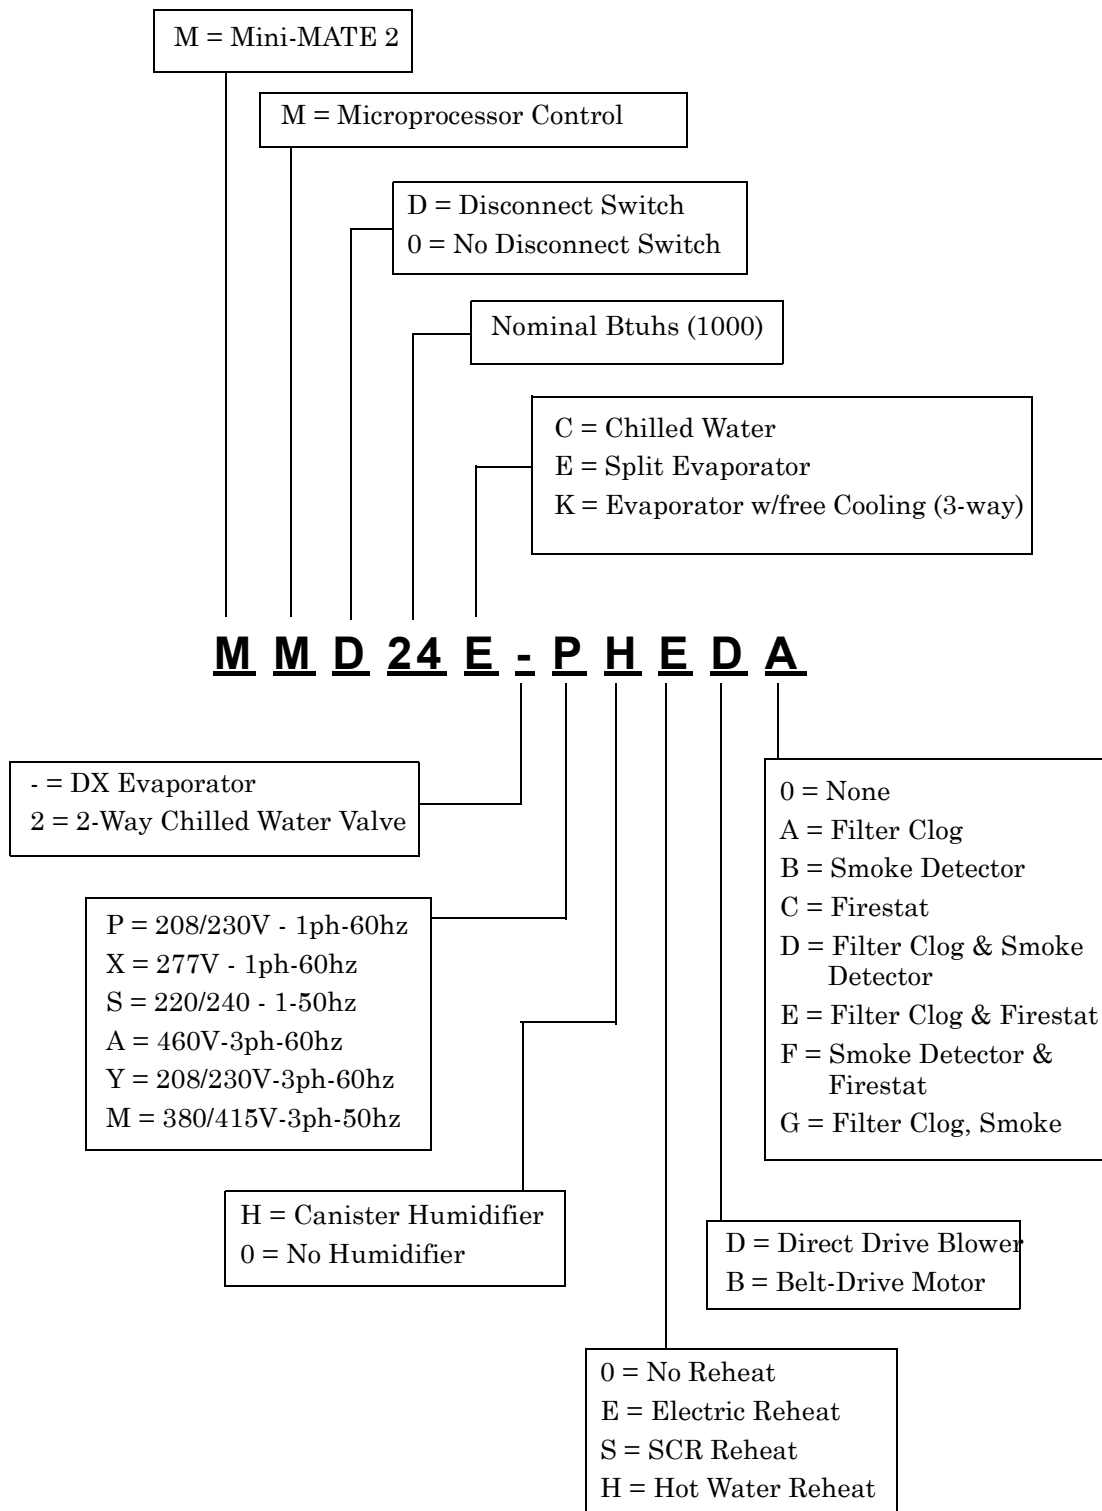 M = Mini-MATE 2
M = Microprocessor Control
D = Disconnect Switch
0 = No Disconnect Switch
Nominal Btuhs (1000)
C = Chilled Water
E = Split Evaporator
K = Evaporator w/free Cooling (3-way)
M M D 24 E - P H E D A
- = DX Evaporator
2 = 2-Way Chilled Water Valve
P = 208/230V - 1ph-60hz
X = 277V - 1ph-60hz
S = 220/240 - 1-50hz
A = 460V-3ph-60hz
Y = 208/230V-3ph-60hz
M = 380/415V-3ph-50hz
H = Canister Humidifier
0 = No Humidifier
0 = No Reheat
E = Electric Reheat
S = SCR Reheat
H = Hot Water Reheat
D = Direct Drive Blower
B = Belt-Drive Motor
0 = None
A = Filter Clog
B = Smoke Detector
C = Firestat
D = Filter Clog & Smoke
Detector
E = Filter Clog & Firestat
F = Smoke Detector &
Firestat
G = Filter Clog, Smoke